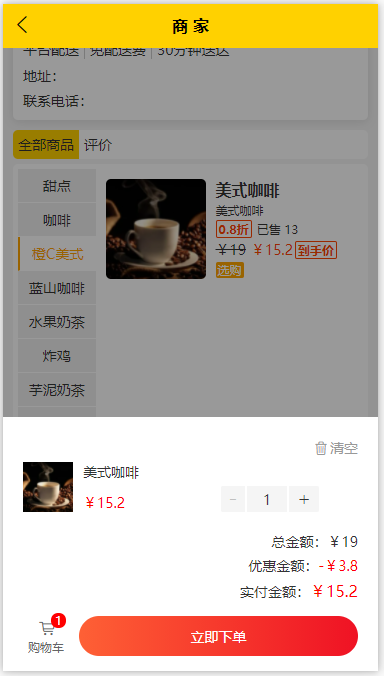 商 家
平台配送 | 免配送费 | 30分钟送达
地址：
联系电话：
全部商品 评价
甜点
咖啡
橙C美式
蓝山咖啡
水果奶茶
炸鸡
芋泥奶茶
美式咖啡
美式咖啡
0.8折 已售 13
￥19 ￥15.2 到手价
选购
清空
美式咖啡
￥15.2
- 1 +
总金额：￥19
优惠金额：-￥3.8
实付金额：￥15.2
1
购物车
立即下单